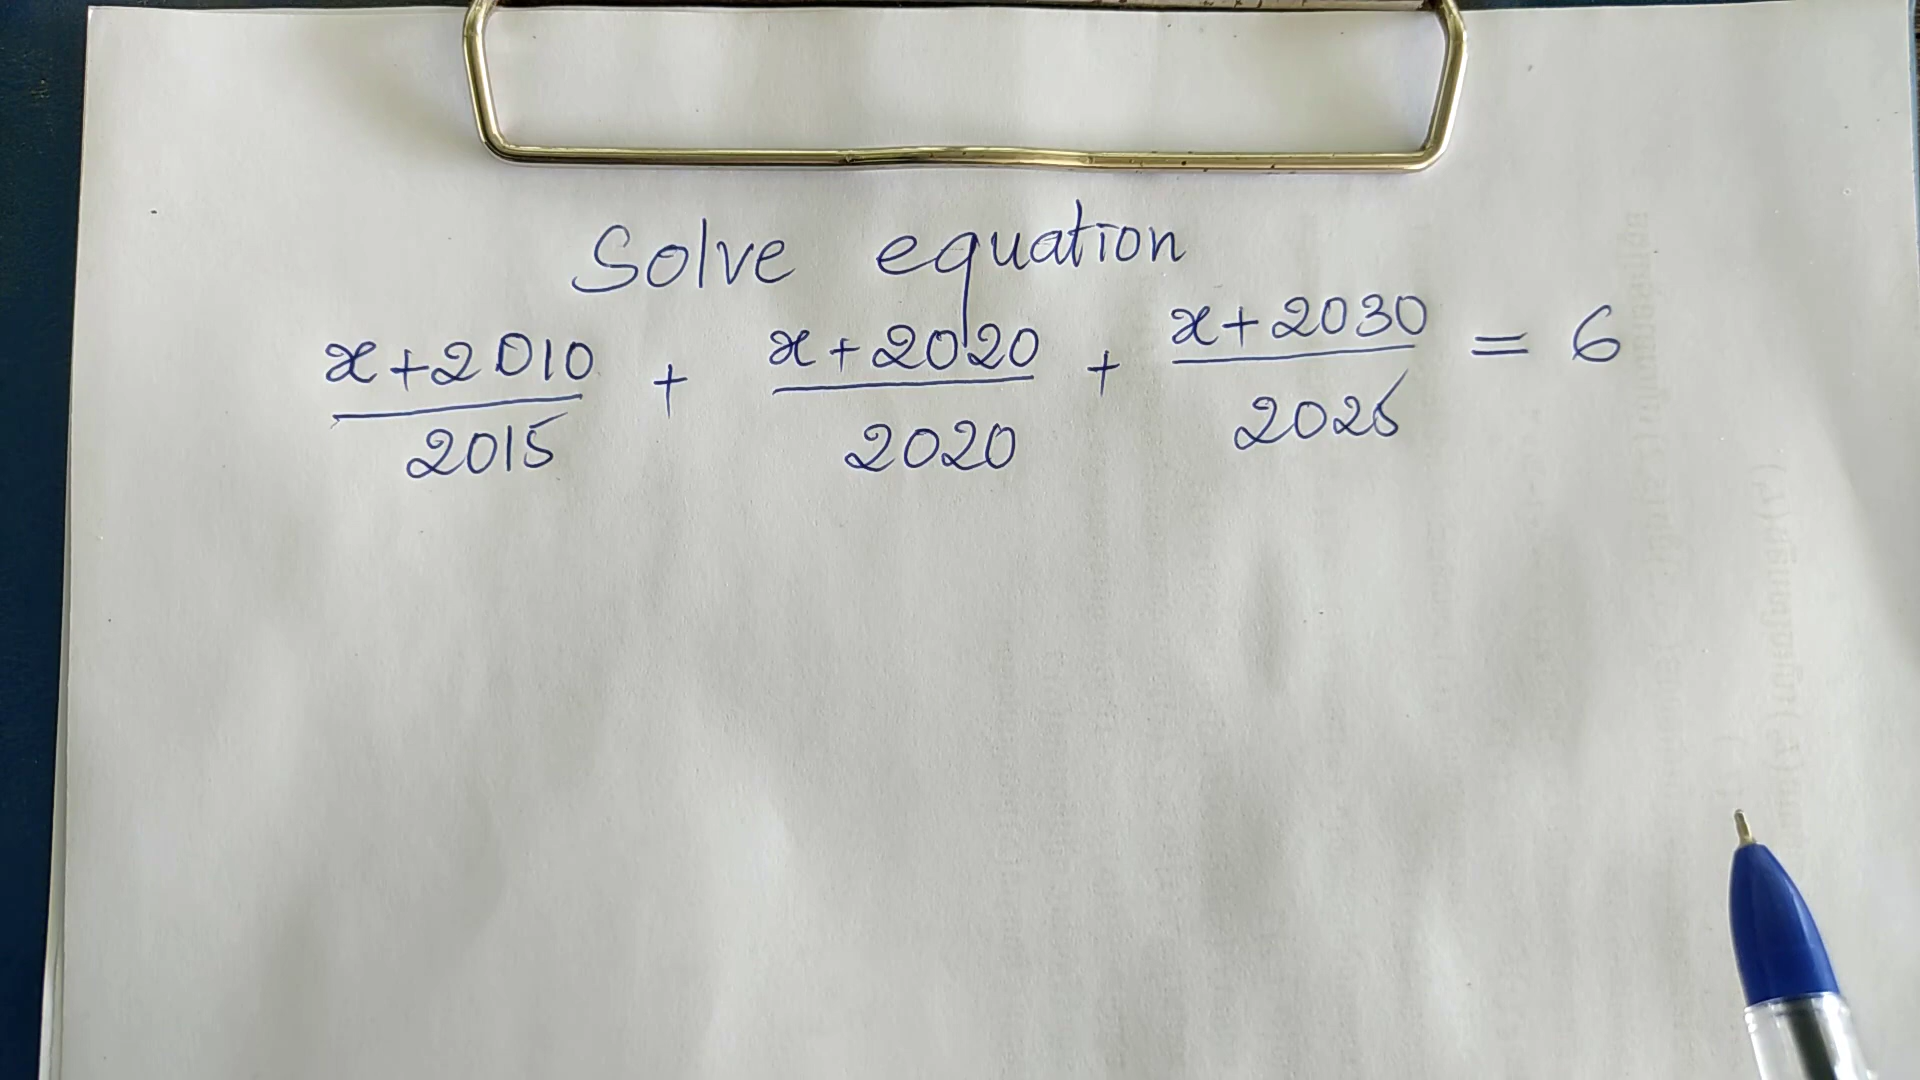 Solve equation
x+2010/2015 + x+2020/2020 + x+2030/2025 = 6